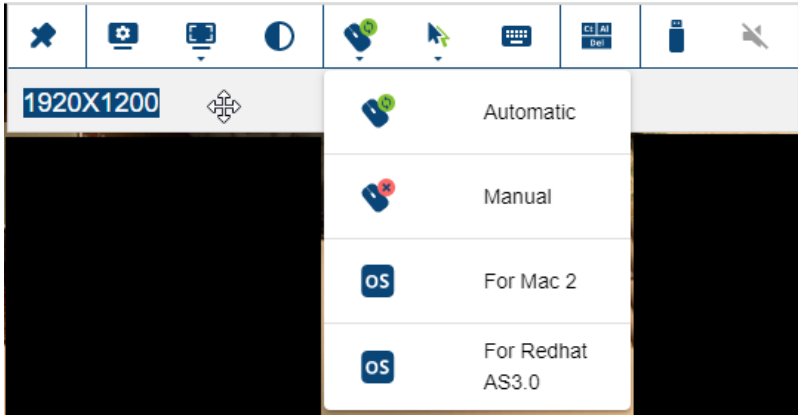 Ct Al
Del
1920X1200
Automatic
Manual
OS For Mac 2
OS For Redhat
AS3.0